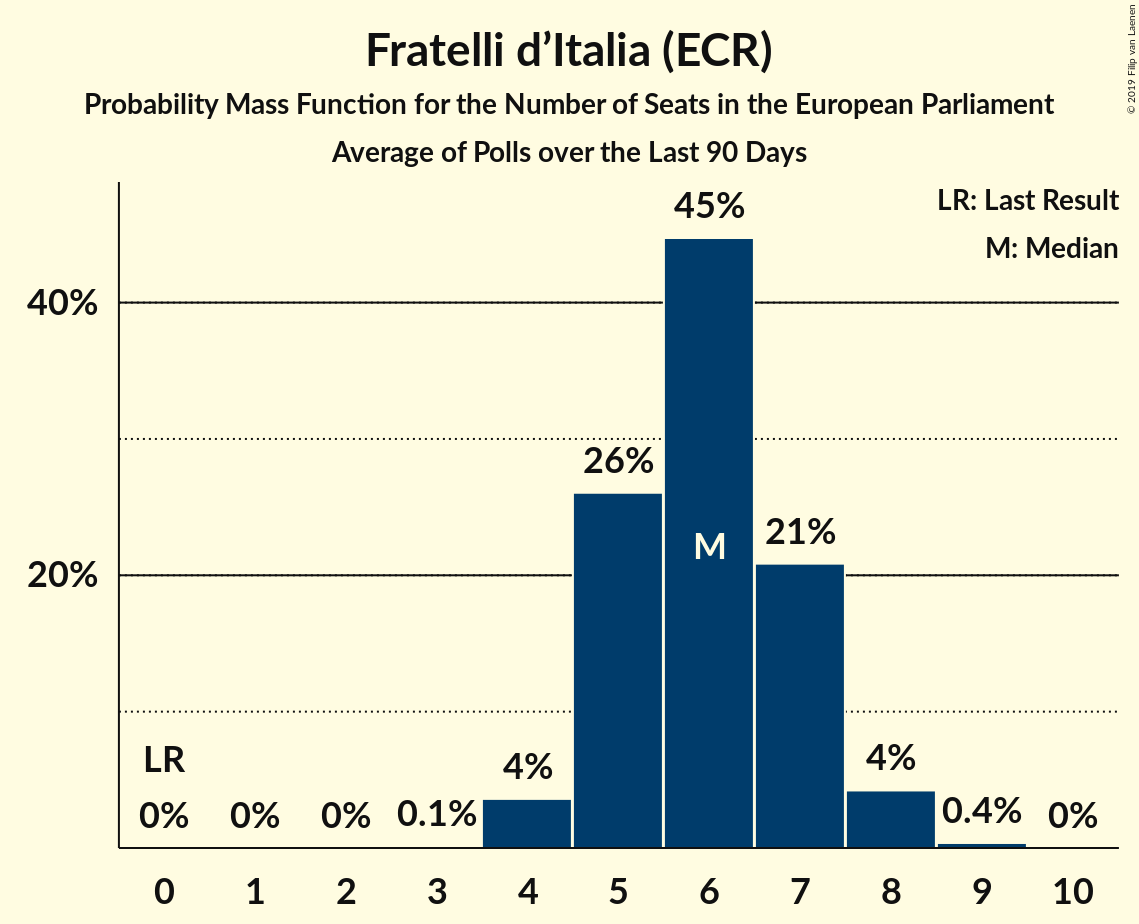 Fratelli d’Italia (ECR)
Probability Mass Function for the Number of Seats in the European Parliament
Average of Polls over the Last 90 Days
© 2019 Filip van Laenen
LR: Last Result
M: Median
45%
40%
26%
M
21%
20%
LR
4%
4%
0%
0%
0%
0.1%
0.4%
0%
0 1 2 3 4 5 6 7 8 9 10